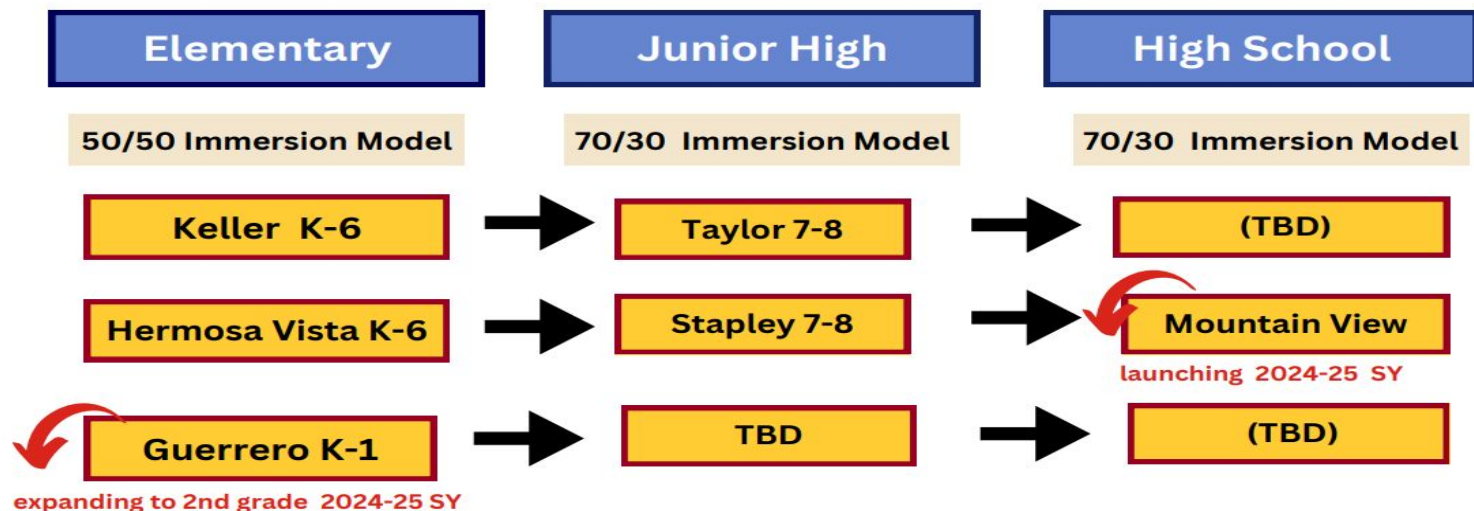 Elementary
Junior High
High School
50/50 Immersion Model
70/30 Immersion Model
70/30 Immersion Model
Keller K-6
Taylor 7-8
(TBD)
Hermosa Vista K-6
Stapley 7-8
Mountain View
launching 2024-25 SY
Guerrero K-1
TBD
(TBD)
expanding to 2nd grade 2024-25 SY